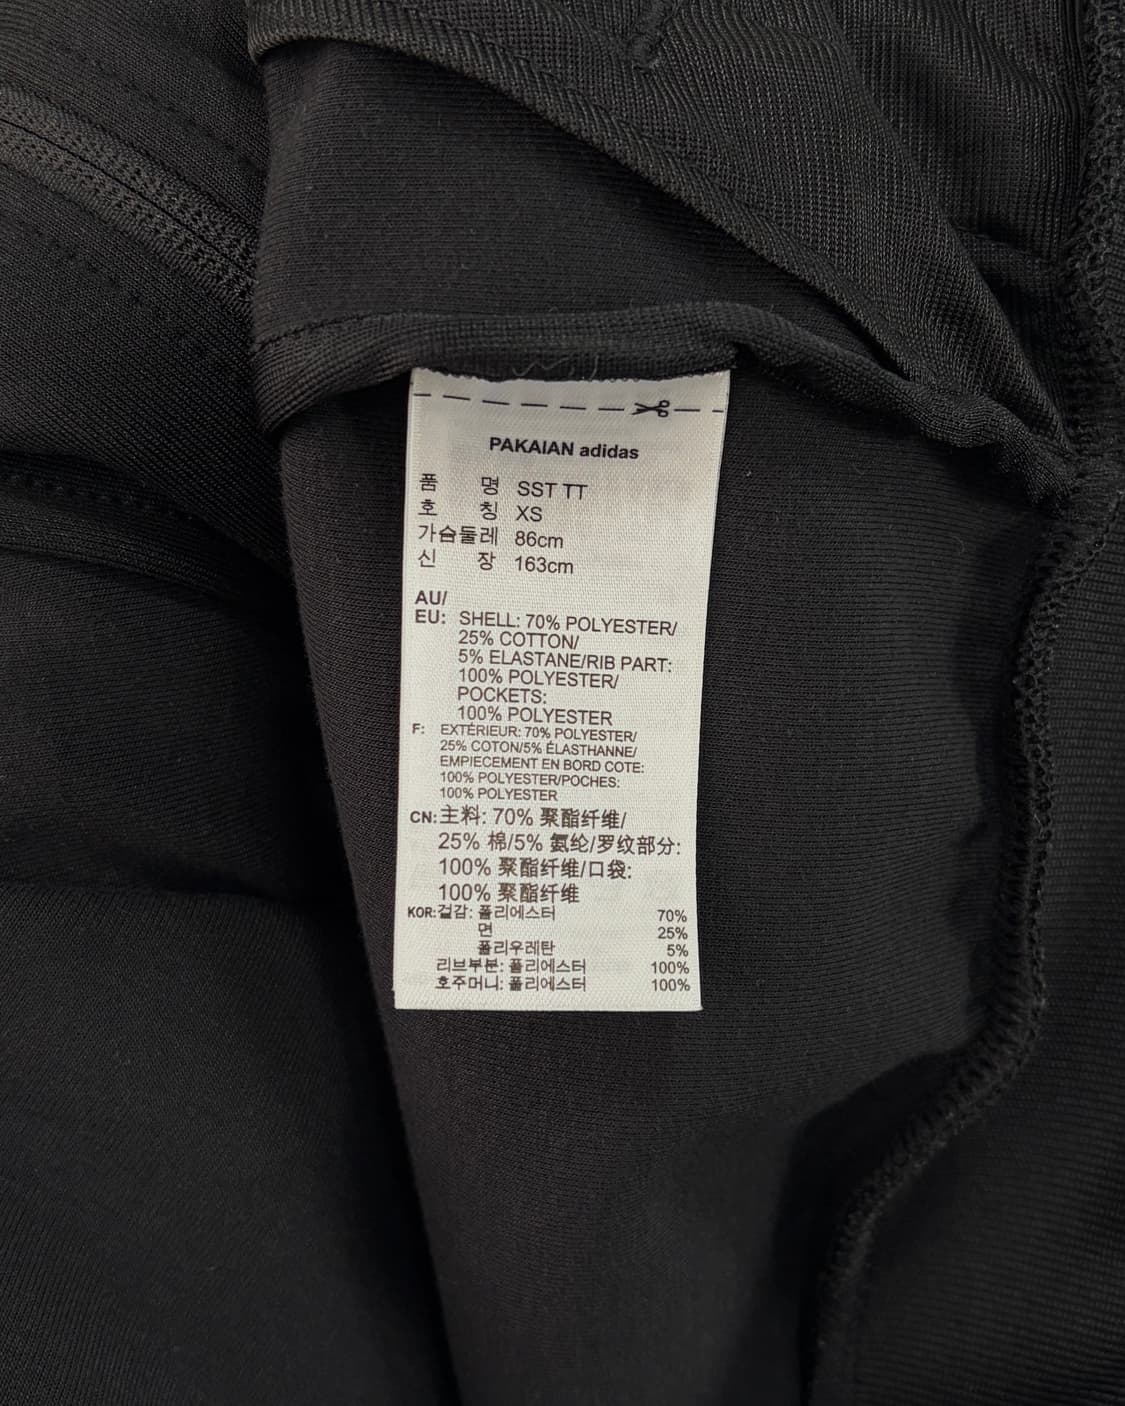 PAKAIAN adidas
품 명 SST TT
호 칭 XS
가슴둘레 86cm
신 장 163cm
AU/
EU: SHELL: 70% POLYESTER/
25% COTTON/
5% ELASTANE/RIB PART:
100% POLYESTER/
POCKETS:
100% POLYESTER
F: EXTÉRIEUR: 70% POLYESTER/
25% COTON/5% ÉLASTHANNE/
EMPIECEMENT EN BORD COTE:
100% POLYESTER/POCHES:
100% POLYESTER
CN: 主料: 70% 聚酯纤维/
25% 棉/5% 氨纶/罗纹部分:
100% 聚酯纤维/口袋:
100% 聚酯纤维
KOR: 겉감: 폴리에스터 70%
면 25%
폴리우레탄 5%
리브부분: 폴리에스터 100%
호주머니: 폴리에스터 100%